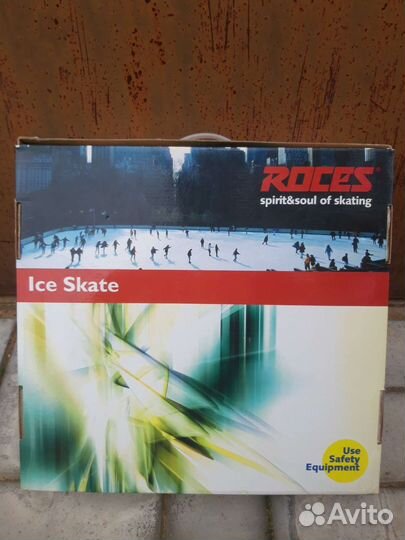 ROCES
spirit&soul of skating
Ice Skate
Use
Safety
Equipment
Avito